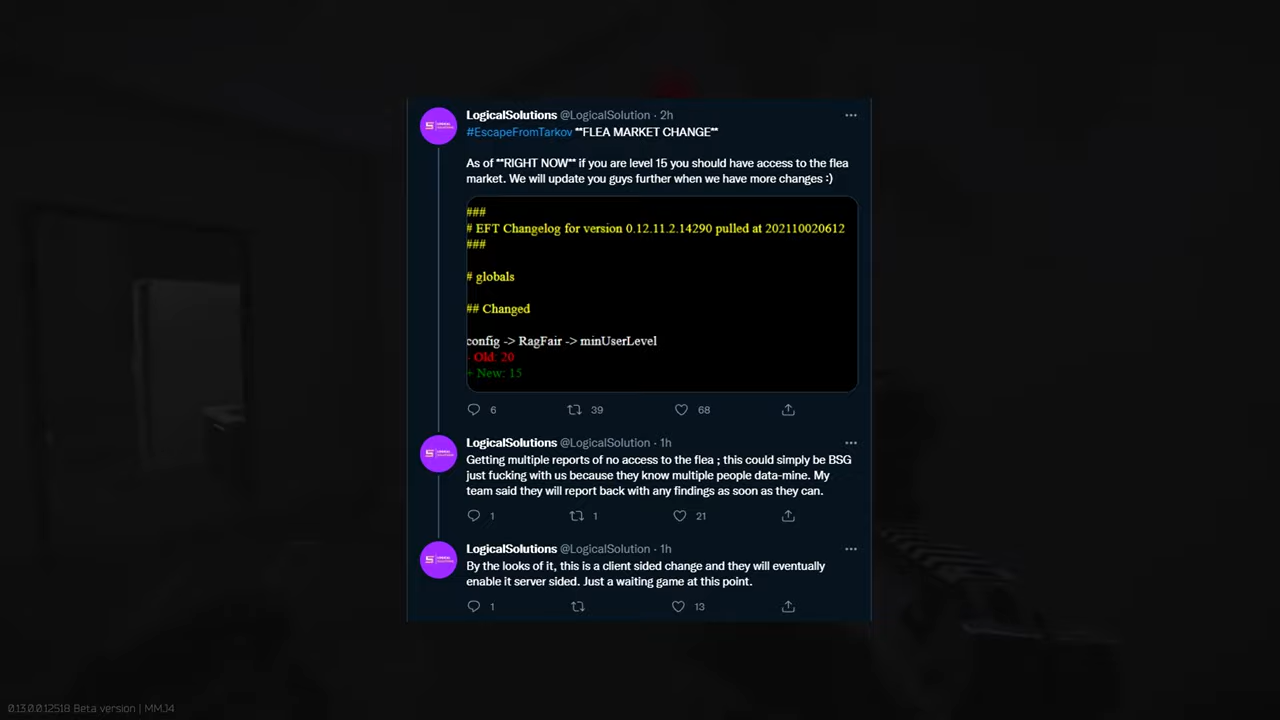 LogicalSolutions @LogicalSolution · 2h
#EscapeFromTarkov **FLEA MARKET CHANGE**
As of **RIGHT NOW** if you are level 15 you should have access to the flea
market. We will update you guys further when we have more changes :)
###
# EFT Changelog for version 0.12.11.2.14290 pulled at 202110020612
###
# globals
## Changed
config -> RagFair -> minUserLevel
- Old: 20
+ New: 15
6 39 68
LogicalSolutions @LogicalSolution · 1h
Getting multiple reports of no access to the flea ; this could simply be BSG
just fucking with us because they know multiple people data-mine. My
team said they will report back with any findings as soon as they can.
1 1 21
LogicalSolutions @LogicalSolution · 1h
By the looks of it, this is a client sided change and they will eventually
enable it server sided. Just a waiting game at this point.
1 13
0.13.0.0.12518 Beta version | MMJ4